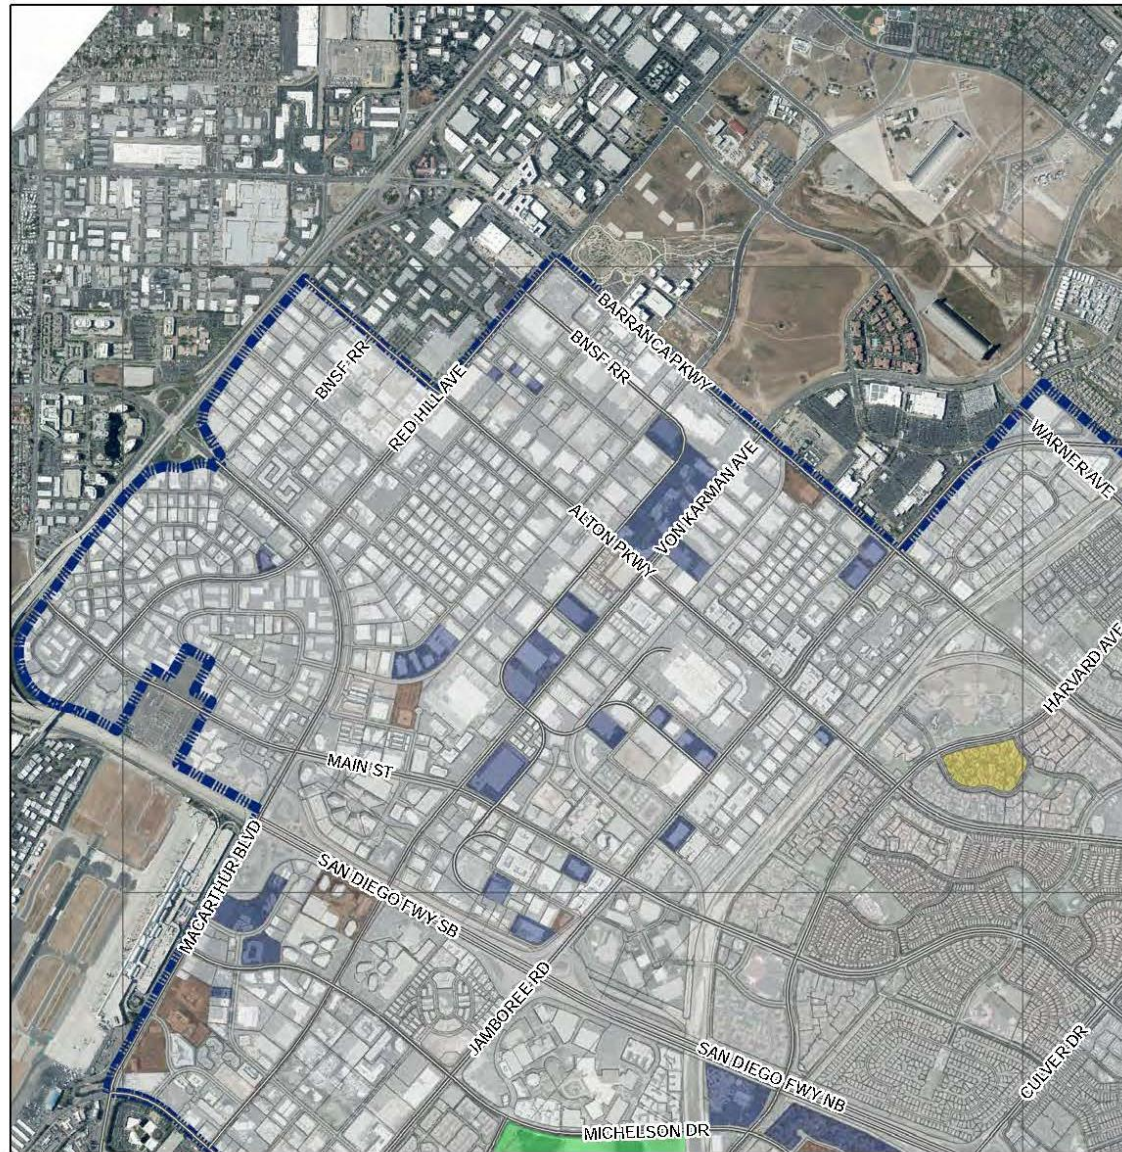 BARRANCA PKWY
BNSF RR
BNSF RR
RED HILL AVE
WARNER AVE
VON KARMAN AVE
ALTON PKWY
HARVARD AVE
MAIN ST
MACARTHUR BLVD
SAN DIEGO FWY SB
JAMBOREE RD
SAN DIEGO FWY NB
CULVER DR
MICHELSON DR